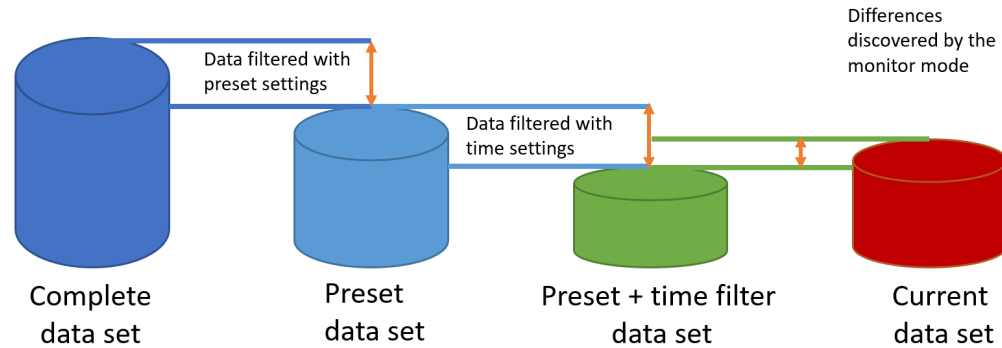 Differences
discovered by the
monitor mode
Data filtered with
preset settings
Data filtered with
time settings
Complete
data set
Preset
data set
Preset + time filter
data set
Current
data set